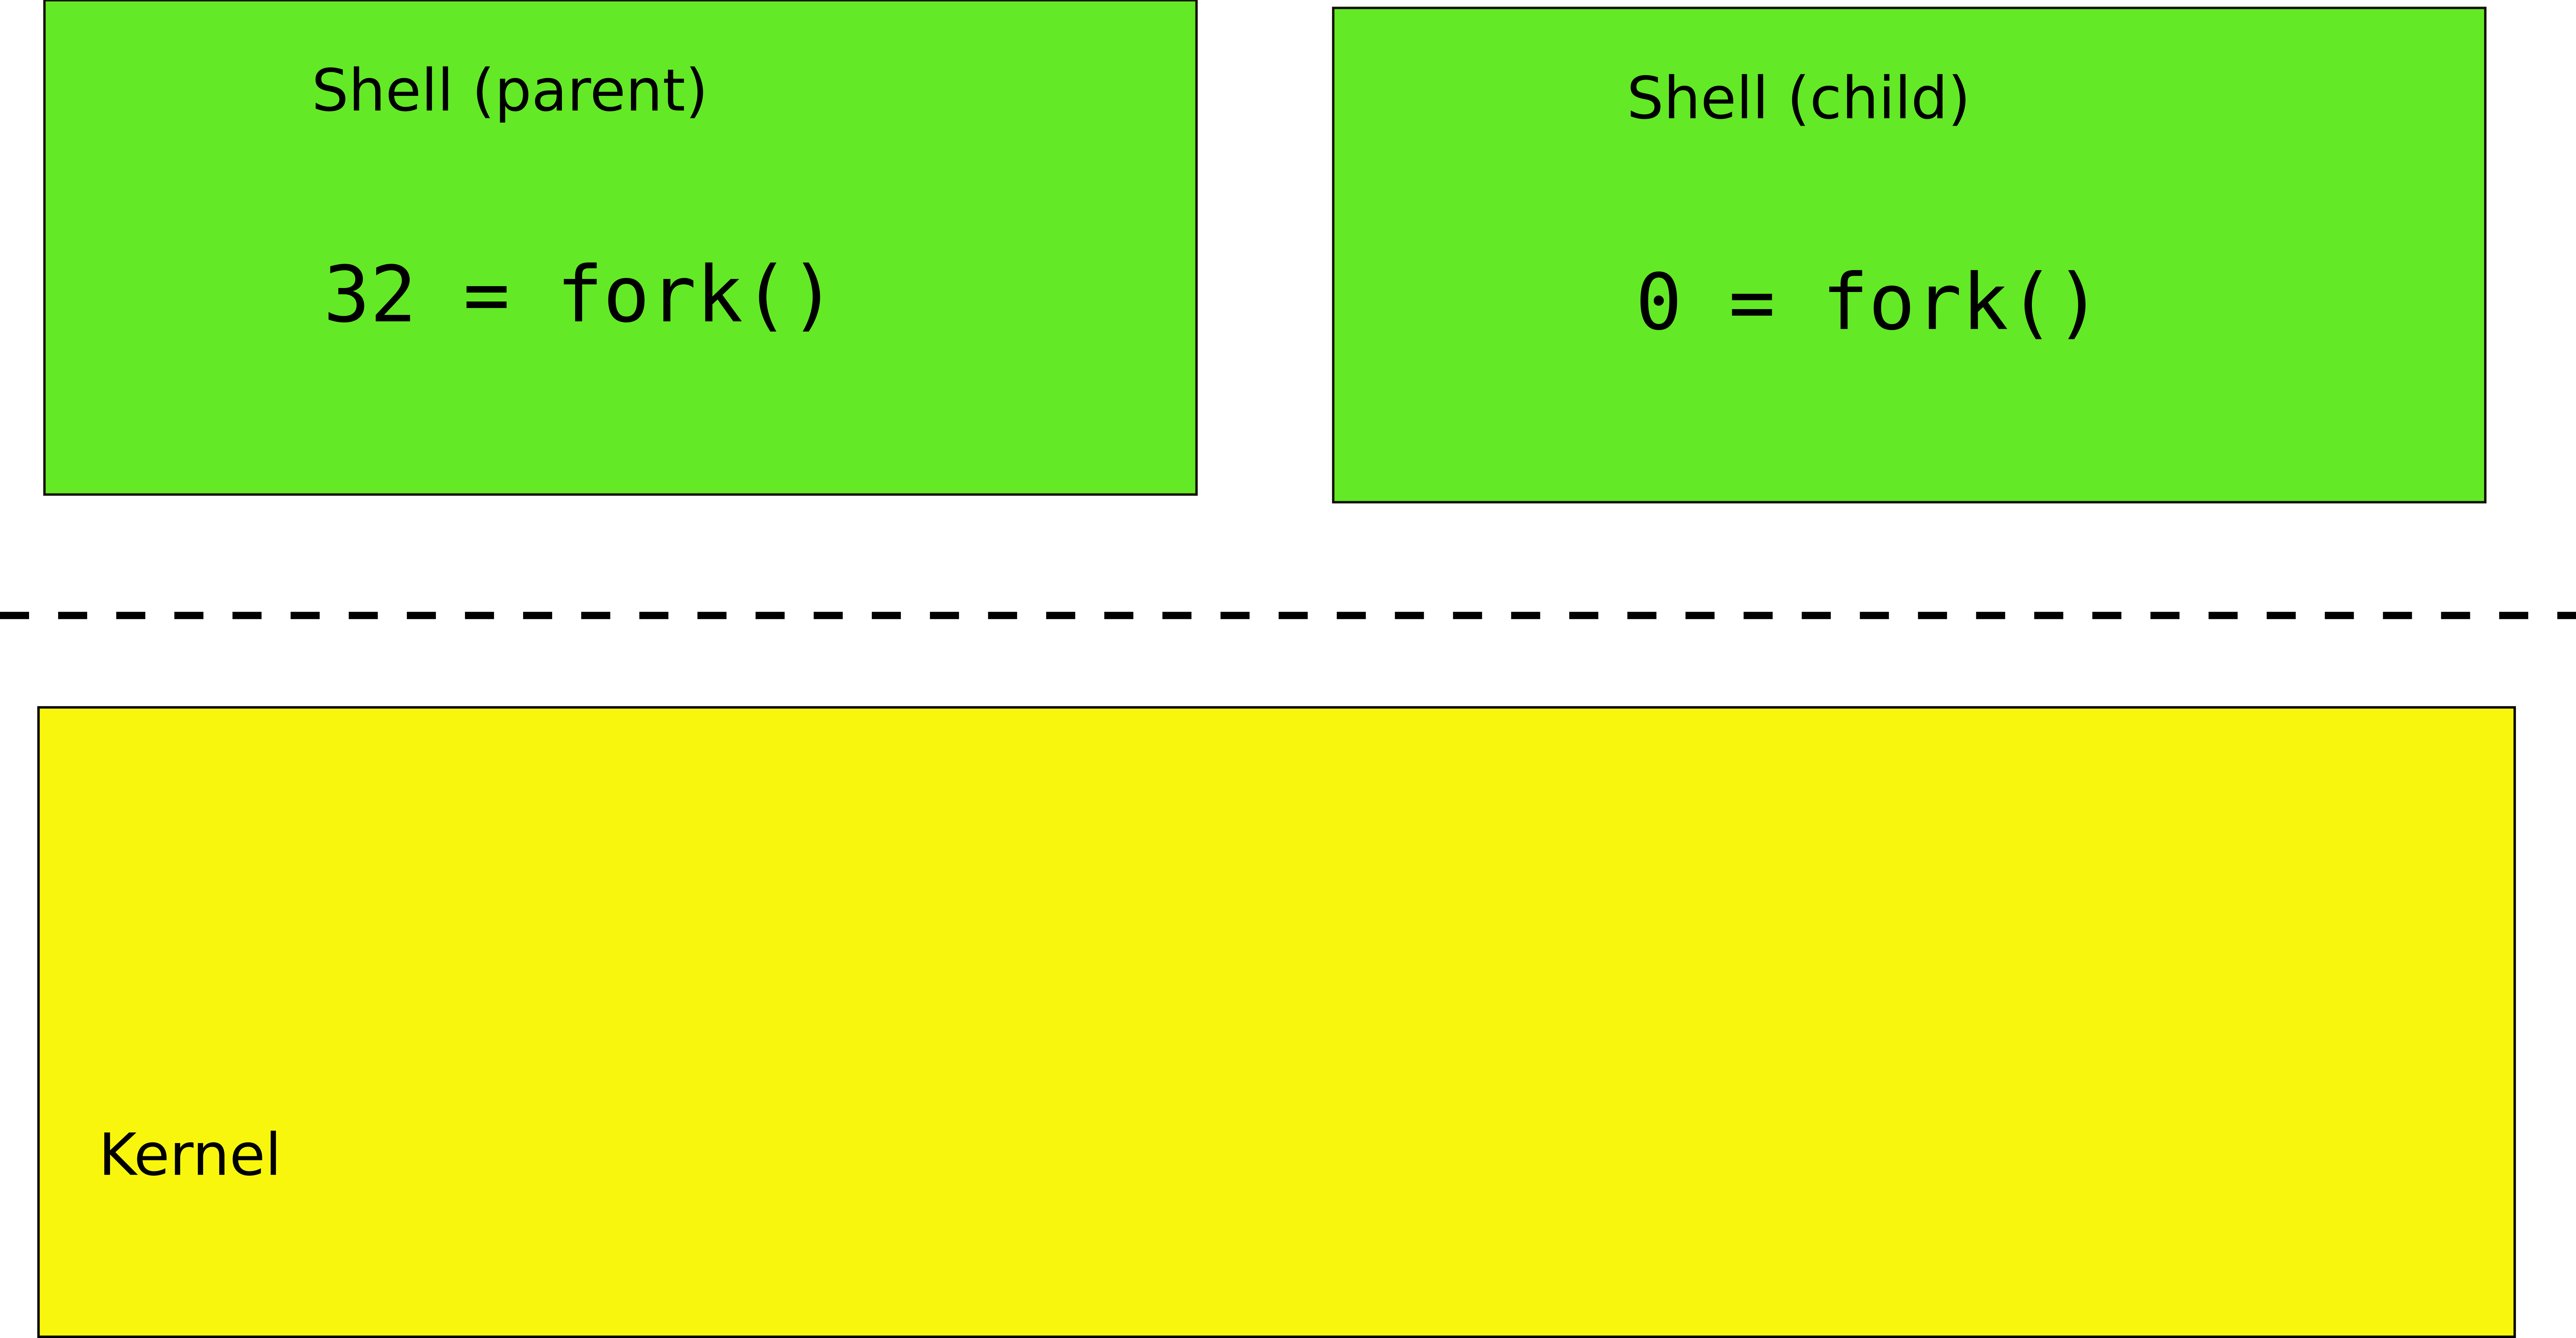 Shell (parent)
Shell (child)
32 = fork()
0 = fork()
Kernel